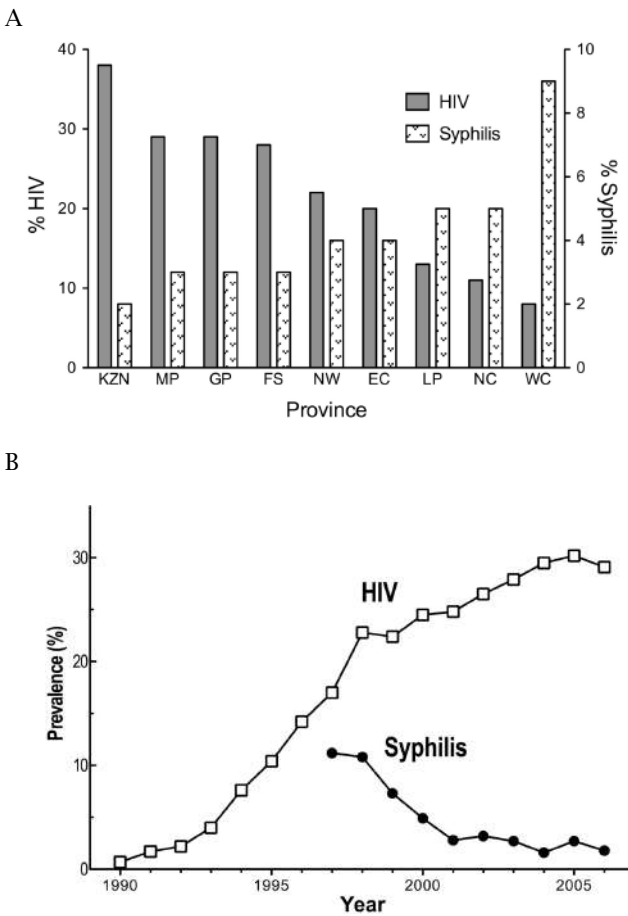 A
40
30
20
10
0
% HIV
HIV
Syphilis
10
8
6
4
2
0
% Syphilis
KZN MP GP FS NW EC LP NC WC
Province
B
30
20
10
0
Prevalence (%)
HIV
Syphilis
1990 1995 2000 2005
Year